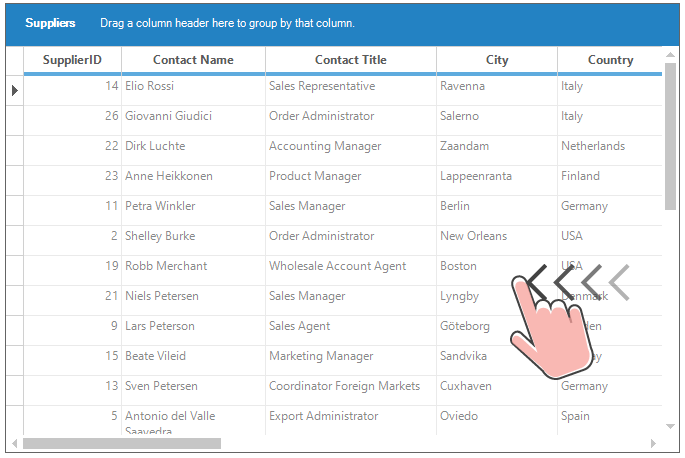 Suppliers Drag a column header here to group by that column.
SupplierID Contact Name Contact Title City Country
14 Elio Rossi Sales Representative Ravenna Italy
26 Giovanni Giudici Order Administrator Salerno Italy
22 Dirk Luchte Accounting Manager Zaandam Netherlands
23 Anne Heikkonen Product Manager Lappeenranta Finland
11 Petra Winkler Sales Manager Berlin Germany
2 Shelley Burke Order Administrator New Orleans USA
19 Robb Merchant Wholesale Account Agent Boston USA
21 Niels Petersen Sales Manager Lyngby Denmark
9 Lars Peterson Sales Agent Göteborg
15 Beate Vileid Marketing Manager Sandvika
13 Sven Petersen Coordinator Foreign Markets Cuxhaven Germany
5 Antonio del Valle Export Administrator Oviedo Spain
Saavedra